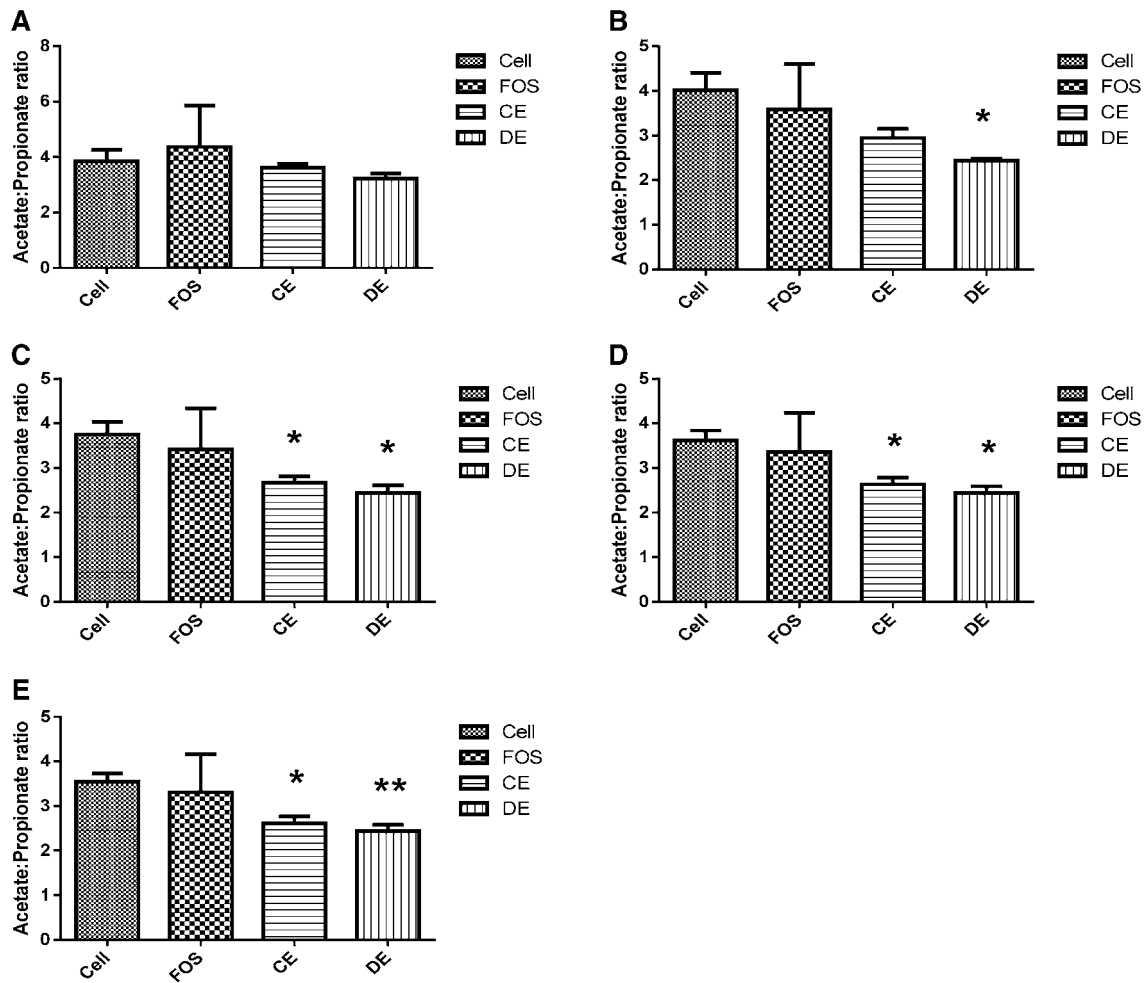 A
Acetate:Propionate ratio
8
6
4
2
0
Cell
FOS
CE
DE
Cell
FOS
CE
DE
B
Acetate:Propionate ratio
5
4
3
2
1
0
*
Cell
FOS
CE
DE
Cell
FOS
CE
DE
C
Acetate:Propionate ratio
5
4
3
2
1
0
*
*
Cell
FOS
CE
DE
Cell
FOS
CE
DE
D
Acetate:Propionate ratio
5
4
3
2
1
0
*
*
Cell
FOS
CE
DE
Cell
FOS
CE
DE
E
Acetate:Propionate ratio
5
4
3
2
1
0
*
**
Cell
FOS
CE
DE
Cell
FOS
CE
DE